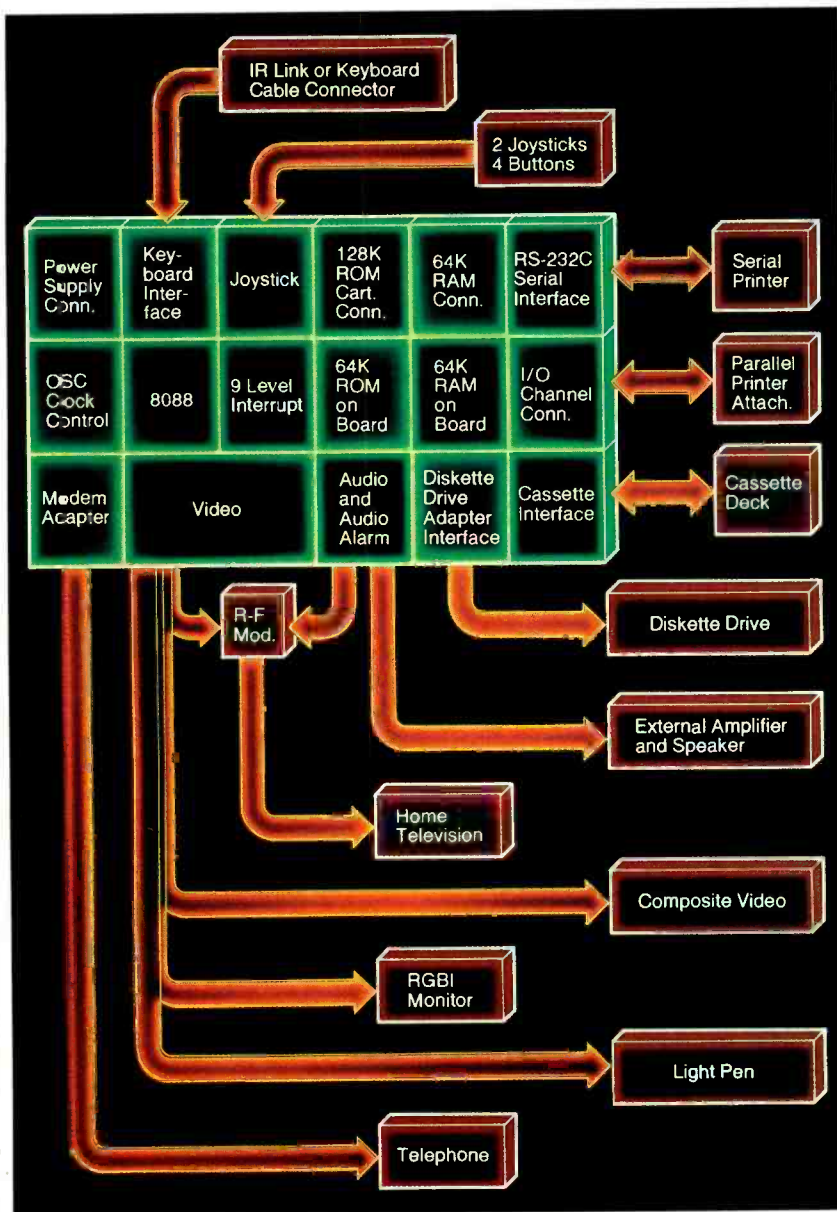 IR Link or Keyboard
Cable Connector
2 Joysticks
4 Buttons
Power
Supply
Conn.
Key-
board
Inter-
face
Joystick
128K
ROM
Cart.
Conn.
64K
RAM
Conn.
RS-232C
Serial
Interface
Serial
Printer
OSC
Clock
Control
8088
9 Level
Interrupt
64K
ROM
on
Board
64K
RAM
on
Board
I/O
Channel
Conn.
Parallel
Printer
Attach.
Modem
Adapter
Video
Audio
and
Audio
Alarm
Diskette
Drive
Adapter
Interface
Cassette
Interface
Cassette
Deck
R-F
Mod.
Diskette Drive
External Amplifier
and Speaker
Home
Television
Composite Video
RGBI
Monitor
Light Pen
Telephone